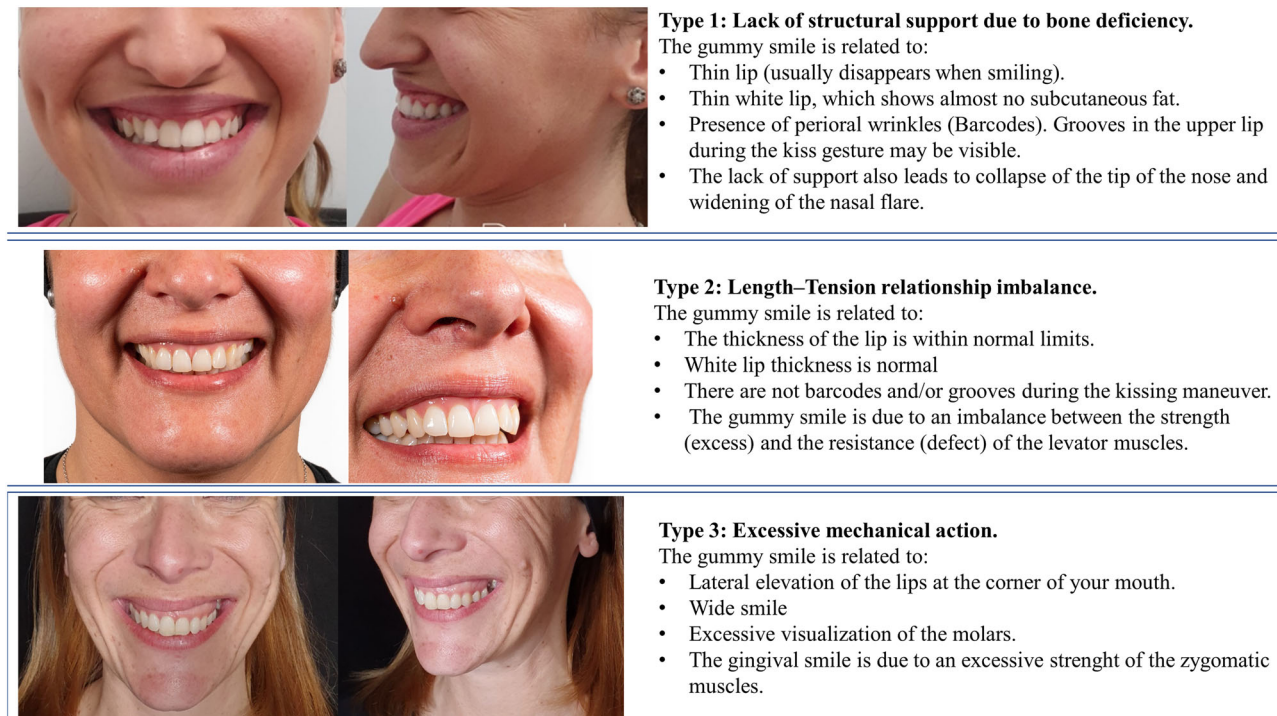 Type 1: Lack of structural support due to bone deficiency.
The gummy smile is related to:
• Thin lip (usually disappears when smiling).
• Thin white lip, which shows almost no subcutaneous fat.
• Presence of perioral wrinkles (Barcodes). Grooves in the upper lip
during the kiss gesture may be visible.
• The lack of support also leads to collapse of the tip of the nose and
widening of the nasal flare.
Type 2: Length–Tension relationship imbalance.
The gummy smile is related to:
• The thickness of the lip is within normal limits.
• White lip thickness is normal
• There are not barcodes and/or grooves during the kissing maneuver.
• The gummy smile is due to an imbalance between the strength
(excess) and the resistance (defect) of the levator muscles.
Type 3: Excessive mechanical action.
The gummy smile is related to:
• Lateral elevation of the lips at the corner of your mouth.
• Wide smile
• Excessive visualization of the molars.
• The gingival smile is due to an excessive strenght of the zygomatic
muscles.